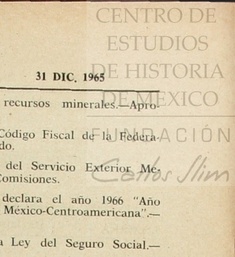 CENTRO DE
ESTUDIOS
DE HISTORIA
DE MEXICO
FUNDACIÓN
Carlos Slim
31 DIC. 1965
recursos minerales.—Apro-
Código Fiscal de la Federa-
do.
del Servicio Exterior Me-
Comisiones.
declara el año 1966 "Año
México-Centroamericana".—
a Ley del Seguro Social.—